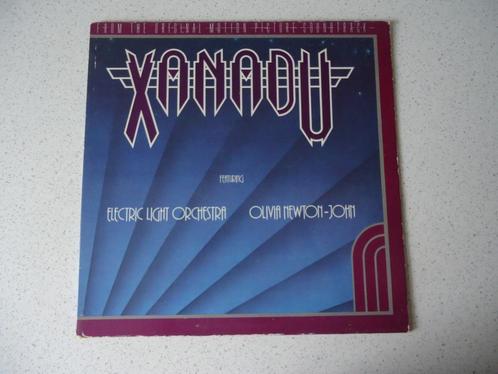 FROM THE ORIGINAL MOTION PICTURE SOUNDTRACK
XANADU
FEATURING
ELECTRIC LIGHT ORCHESTRA OLIVIA NEWTON-JOHN